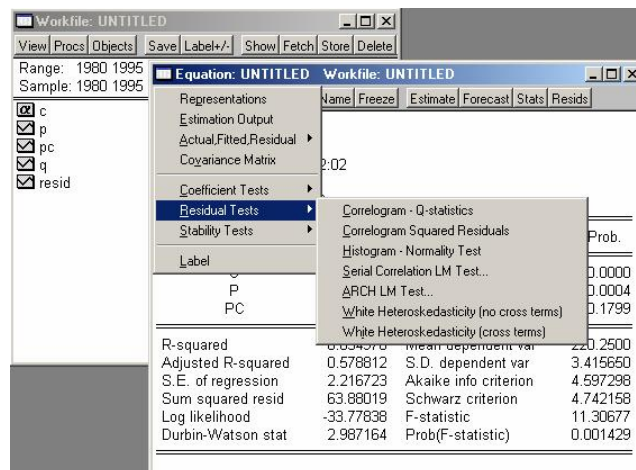 Workfile: UNTITLED
View Procs Objects Save Label+/- Show Fetch Store Delete
Range: 1980 1995
Sample: 1980 1995
c
p
pc
q
resid
Equation: UNTITLED Workfile: UNTITLED
Name Freeze Estimate Forecast Stats Resids
Representations
Estimation Output
Actual,Fitted,Residual
Covariance Matrix
Coefficient Tests
Residual Tests
Stability Tests
Label
2:02
Correlogram - Q-statistics
Correlogram Squared Residuals
Histogram - Normality Test
Serial Correlation LM Test...
ARCH LM Test...
White Heteroskedasticity (no cross terms)
White Heteroskedasticity (cross terms)
Prob.
0.0000
P 0.0004
PC 0.1799
R-squared Mean dependent var 220.2500
Adjusted R-squared 0.578812 S.D. dependent var 3.415650
S.E. of regression 2.216723 Akaike info criterion 4.597298
Sum squared resid 63.88019 Schwarz criterion 4.742158
Log likelihood -33.77838 F-statistic 11.30677
Durbin-Watson stat 2.987164 Prob(F-statistic) 0.001429